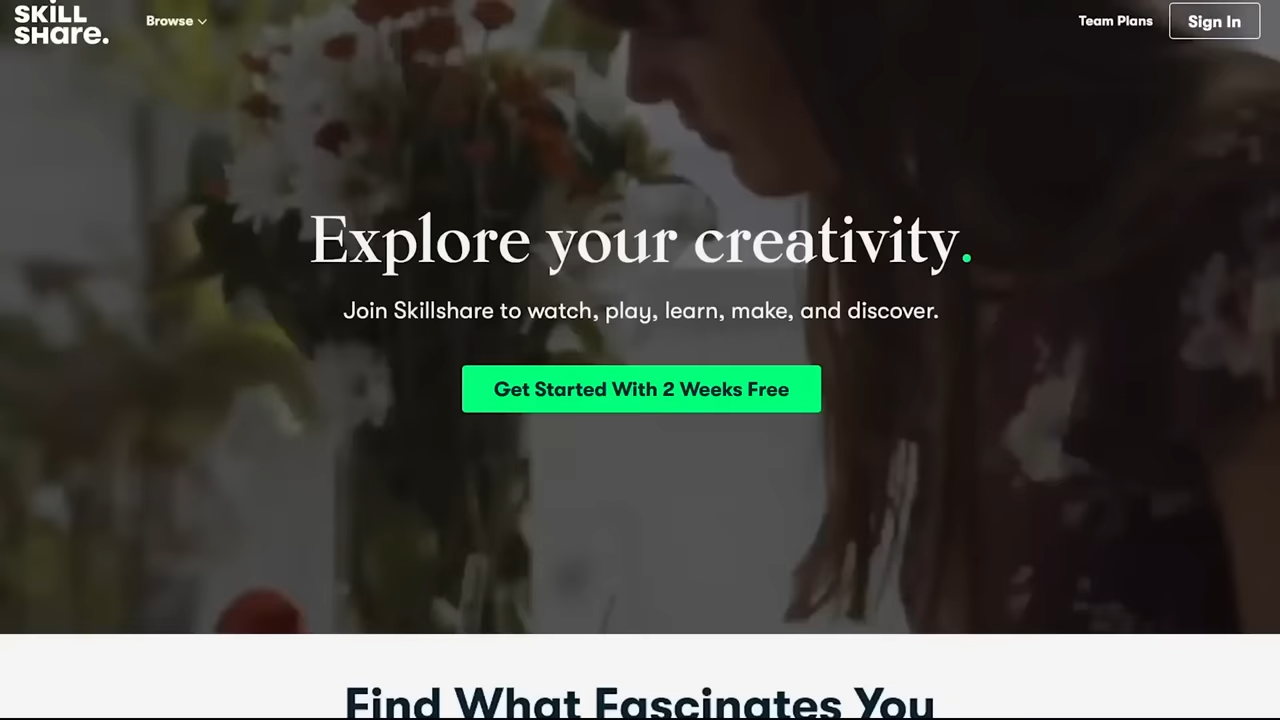 SKiLL
SHare.
Browse
Team Plans
Sign In
Explore your creativity.
Join Skillshare to watch, play, learn, make, and discover.
Get Started With 2 Weeks Free
Find What Fascinates You